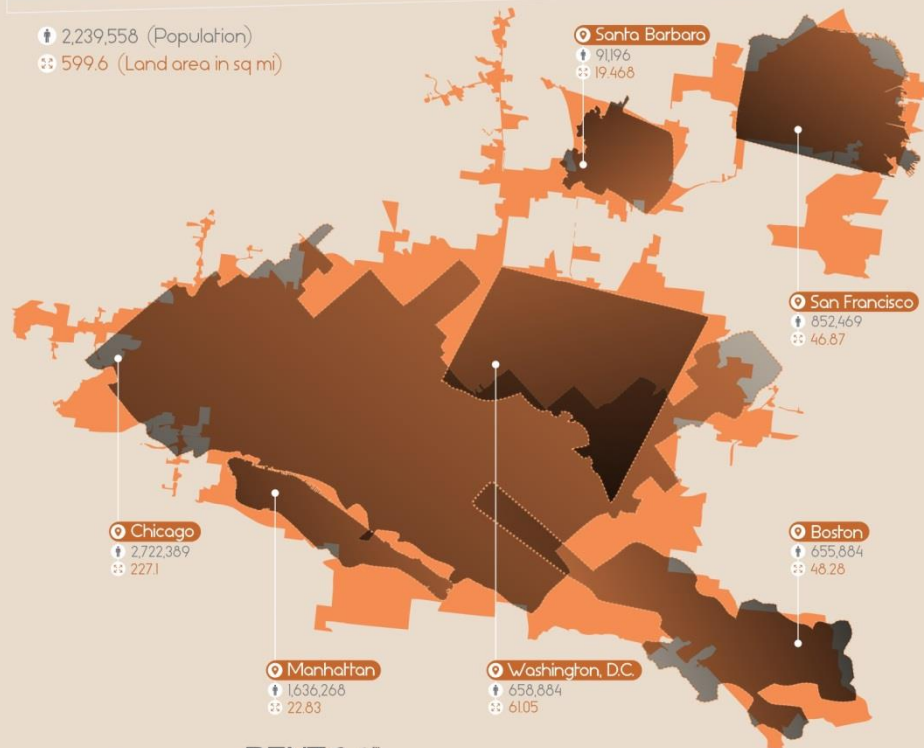 2,239,558 (Population)
599.6 (Land area in sq mi)
Santa Barbara
91,196
19.468
San Francisco
852,469
46.87
Chicago
2,722,389
227.1
Boston
655,884
48.28
Manhattan
1,636,268
22.83
Washington, D.C.
658,884
61.05